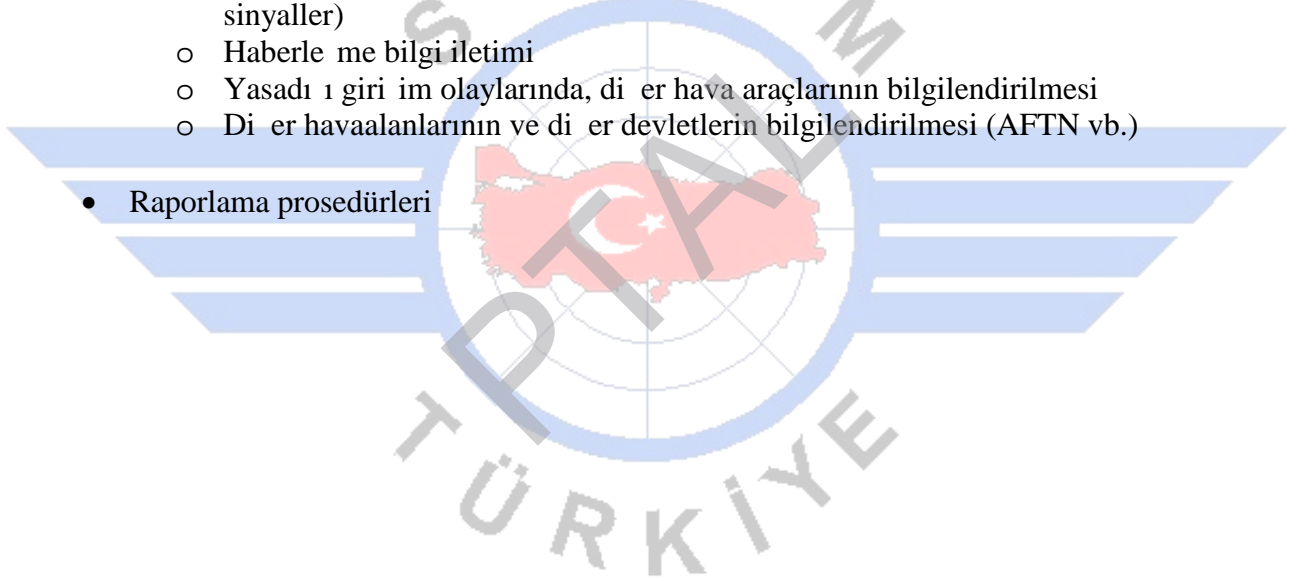 sinyaller)
o Haberle me bilgi iletimi
o Yasadı ı giri im olaylarında, di er hava araçlarının bilgilendirilmesi
o Di er havaalanlarının ve di er devletlerin bilgilendirilmesi (AFTN vb.)
• Raporlama prosedürleri
PTAL
TÜRKİYE